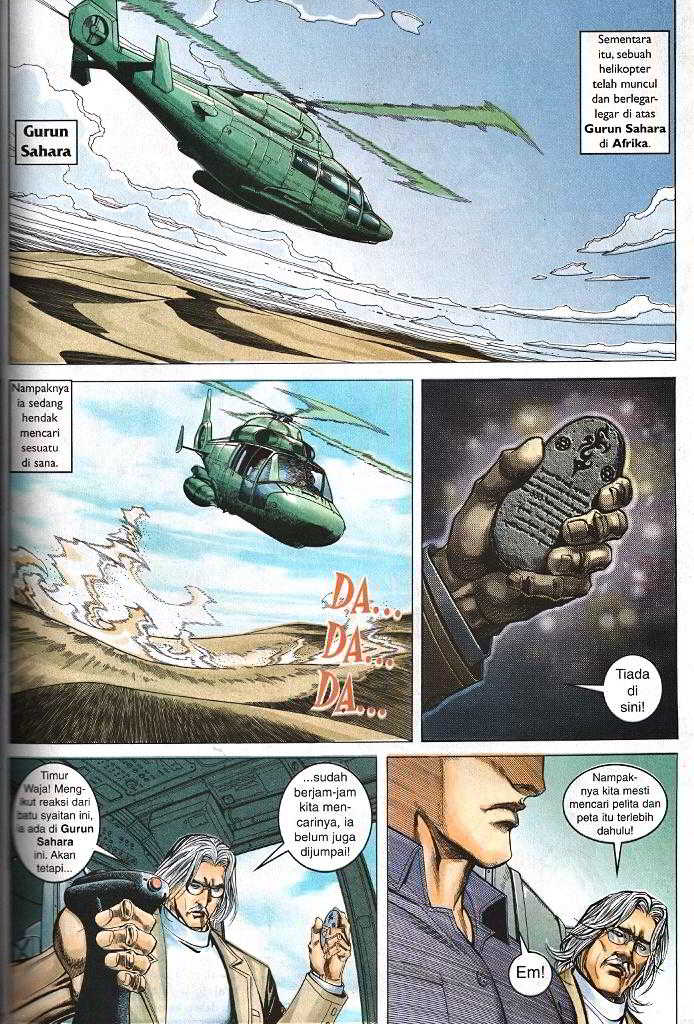 Gurun
Sahara
Sementara
itu, sebuah
helikopter
telah muncul
dan berlegar-
legar di atas
Gurun Sahara
di Afrika.
Nampaknya
ia sedang
hendak
mencari
sesuatu
di sana.
DA...
DA...
DA...
Tiada
di
sini!
Timur
Waja! Meng-
ikut reaksi dari
batu syaitan ini,
ia ada di Gurun
Sahara
ini. Akan
tetapi...
...sudah
berjam-jam
kita men-
carinya, ia
belum juga
dijumpai!
Nampak-
nya kita mesti
mencari pelita dan
peta itu terlebih
dahulu!
Em!